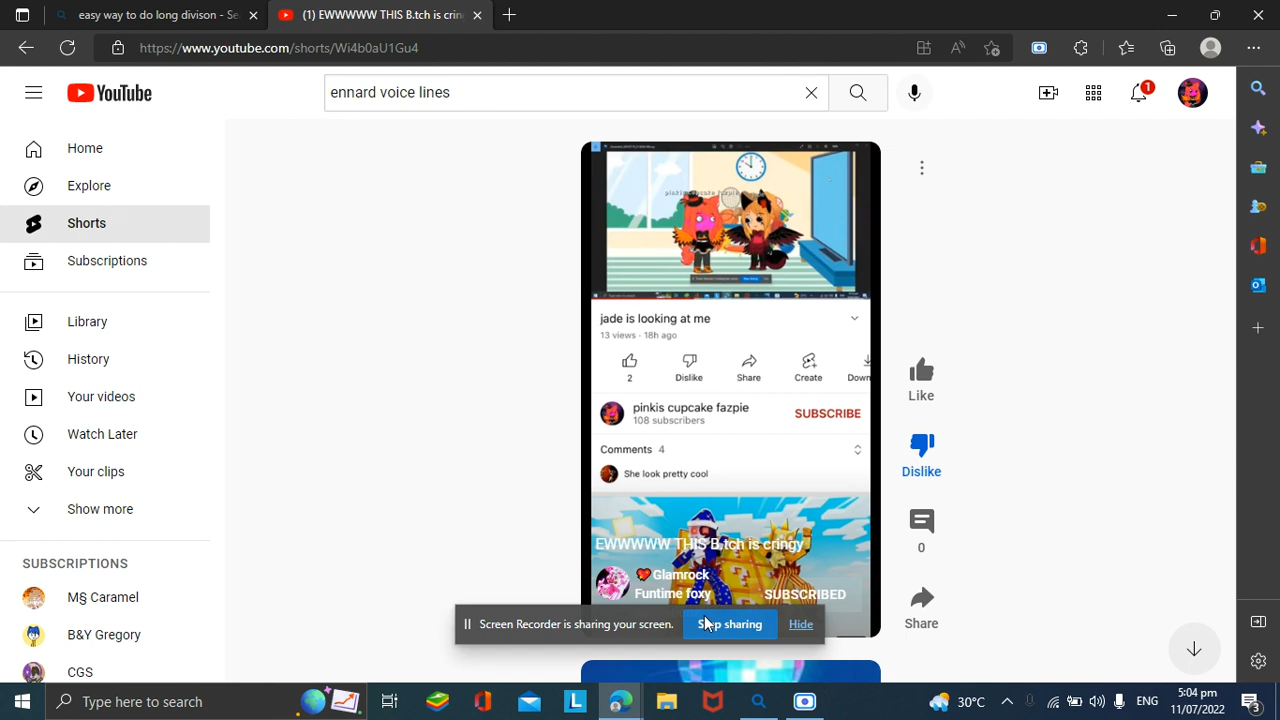 easy way to do long divison - Se
(1) EWWWWW THIS B.tch is crin
https://www.youtube.com/shorts/Wi4b0aU1Gu4
YouTube
ennard voice lines
1
Home
Explore
Shorts
Subscriptions
Library
History
Your videos
Watch Later
Your clips
Show more
SUBSCRIPTIONS
M§ Caramel
B&Y Gregory
CGS
pinkis cupcake fazpie
jade is looking at me
13 views · 18h ago
2
Dislike
Share
Create
Down
pinkis cupcake fazpie
108 subscribers
SUBSCRIBE
Comments 4
She look pretty cool
EWWWWW THIS B.tch is cringy
Glamrock
Funtime foxy
SUBSCRIBED
Like
Dislike
0
Share
Screen Recorder is sharing your screen.
Stop sharing
Hide
Type here to search
30°C
ENG
5:04 pm
11/07/2022
3